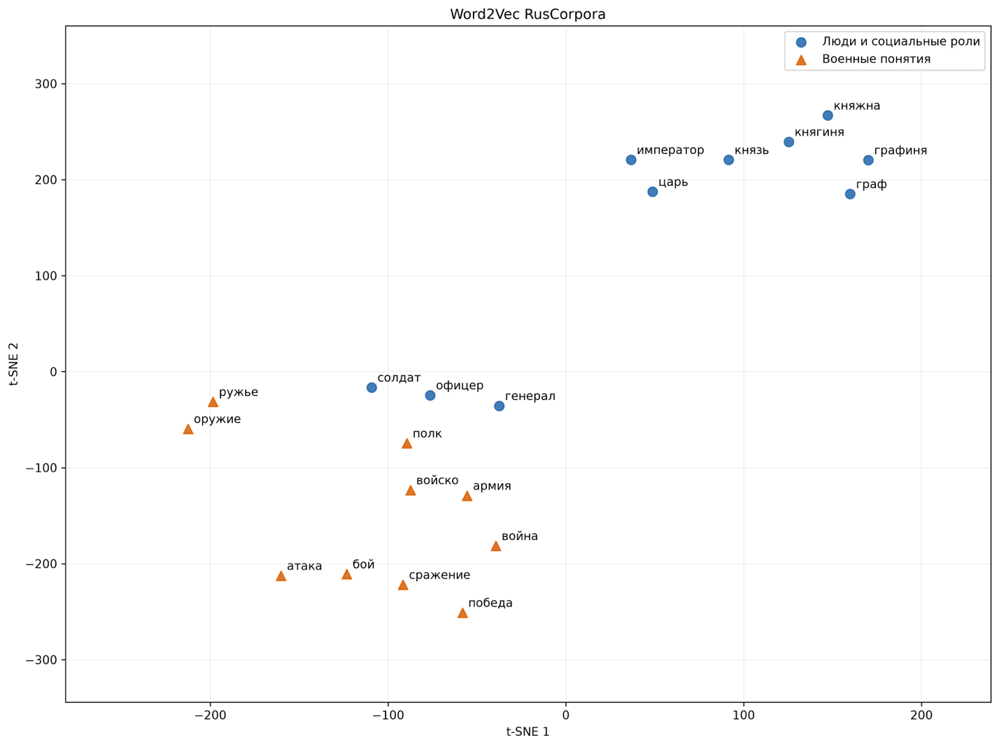 Word2Vec RusCorpora
Люди и социальные роли
Военные понятия
300
княжна
княгиня
император
князь
графиня
200
царь
граф
100
t-SNE 2
0
солдат
офицер
ружье
генерал
оружие
полк
−100
войско
армия
война
−200
атака
бой
сражение
победа
−300
−200
−100
0
100
200
t-SNE 1